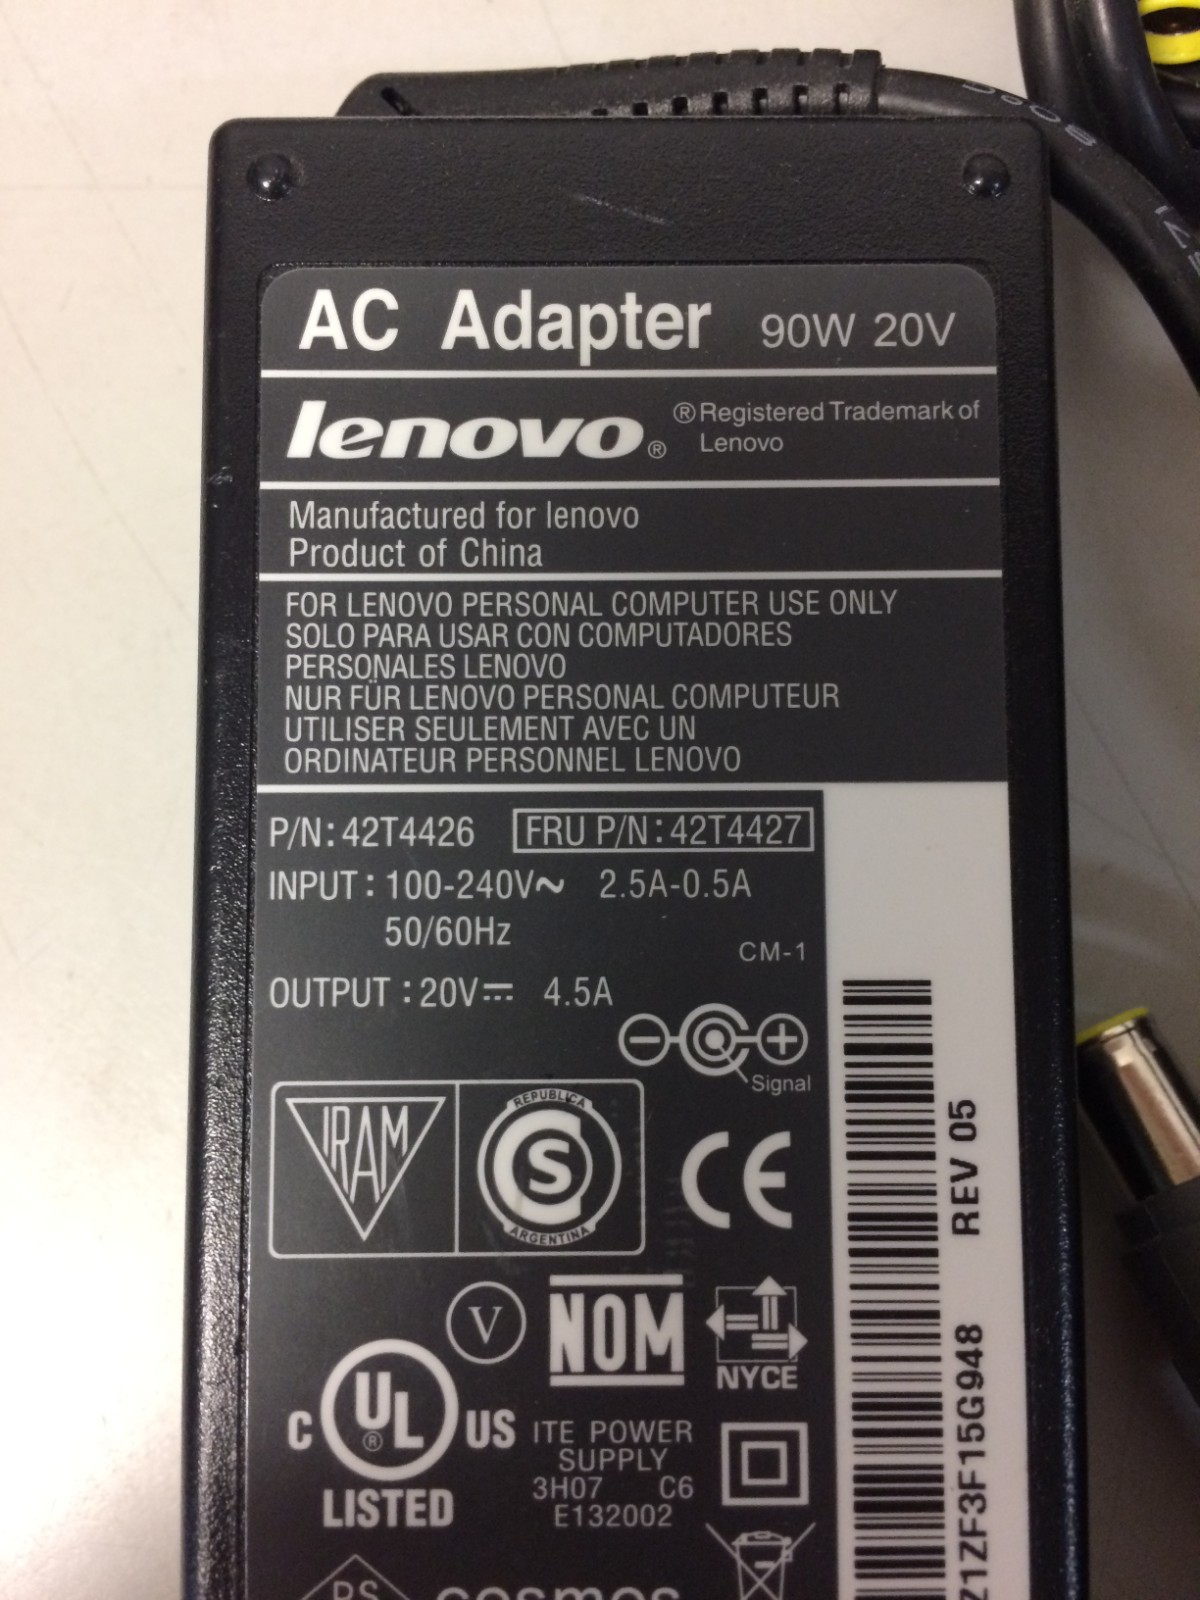 AC Adapter 90W 20V
lenovo® ®Registered Trademark of
Lenovo
Manufactured for lenovo
Product of China
FOR LENOVO PERSONAL COMPUTER USE ONLY
SOLO PARA USAR CON COMPUTADORES
PERSONALES LENOVO
NUR FÜR LENOVO PERSONAL COMPUTEUR
UTILISER SEULEMENT AVEC UN
ORDINATEUR PERSONNEL LENOVO
P/N: 42T4426 FRU P/N: 42T4427
INPUT: 100-240V~ 2.5A-0.5A
50/60Hz
CM-1
OUTPUT: 20V⎓ 4.5A
Signal
IRAM
REPUBLICA
S
ARGENTINA
CE
V
NOM
NYCE
C UL® US
LISTED
ITE POWER
SUPPLY
3H07 C6
E132002
PS
cosmos
REV 05
Z1ZF3F15G948